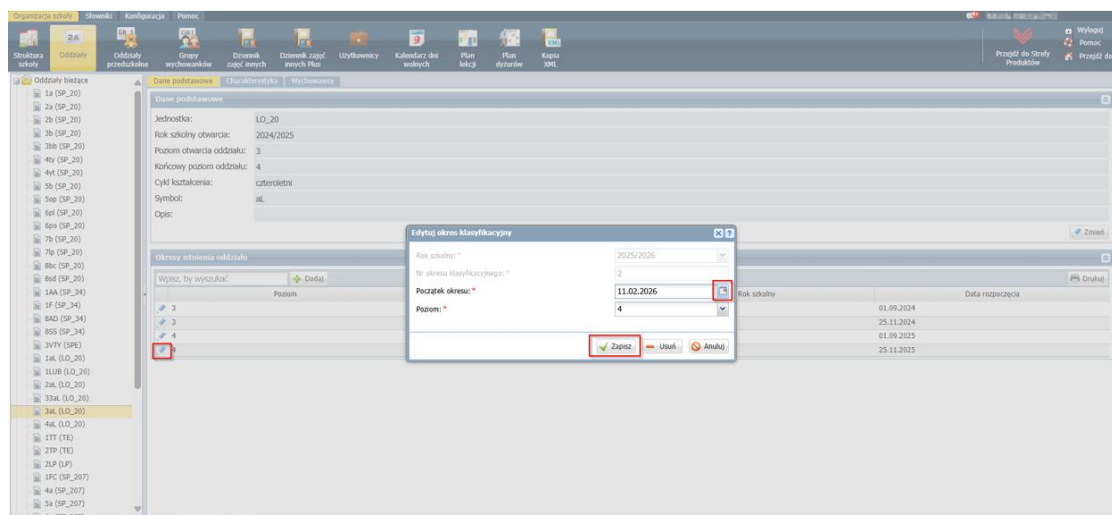 Organizacja szkoły Słowniki Konfiguracja Pomoc
Wyloguj
Pomoc
Przejdź do
Struktura szkoły
2A
Oddziały
Oddziały przedszkolne
Grupy wychowanków
Dziennik zajęć innych
Dziennik zajęć innych Plus
Użytkownicy
9
Kalendarz dni wolnych
Plan lekcji
Plan dyżurów
XML
Kopia XML
Przejdź do Strefy Produktów
Oddziały bieżące
1a (SP_20)
2a (SP_20)
2b (SP_20)
3b (SP_20)
3bb (SP_20)
4ty (SP_20)
4yt (SP_20)
5b (SP_20)
5op (SP_20)
6pl (SP_20)
6po (SP_20)
7b (SP_20)
7lp (SP_20)
8bc (SP_20)
8sd (SP_20)
1AA (SP_34)
1F (SP_34)
8AD (SP_34)
8SS (SP_34)
3VTY (SPE)
1aL (LO_20)
1LUB (LO_20)
2aL (LO_20)
33aL (LO_20)
3aL (LO_20)
4aL (LO_20)
1TT (TE)
2TP (TE)
2LP (LP)
1FC (SP_207)
4a (SP_207)
5a (SP_207)
Dane podstawowe Charakterystyka Wychowawcy
Dane podstawowe
Jednostka: LO_20
Rok szkolny otwarcia: 2024/2025
Poziom otwarcia oddziału: 3
Końcowy poziom oddziału: 4
Cykl kształcenia: czteroletni
Symbol: aL
Opis:
Zmień
Okresy istnienia oddziału
Wpisz, by wyszukać Dodaj Drukuj
Poziom Rok szkolny Data rozpoczęcia
3 01.09.2024
3 25.11.2024
4 01.09.2025
4 25.11.2025
Edytuj okres klasyfikacyjny
Rok szkolny: * 2025/2026
Nr okresu klasyfikacyjnego: * 2
Początek okresu: * 11.02.2026
Poziom: * 4
Zapisz Usuń Anuluj